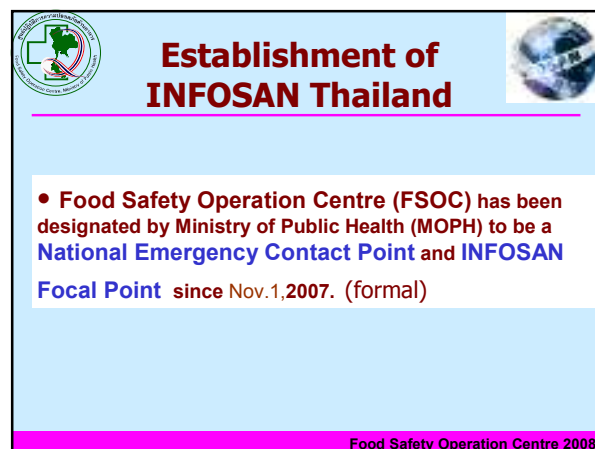 Establishment of
INFOSAN Thailand
• Food Safety Operation Centre (FSOC) has been
designated by Ministry of Public Health (MOPH) to be a
National Emergency Contact Point and INFOSAN
Focal Point since Nov.1,2007. (formal)
Food Safety Operation Centre 2008